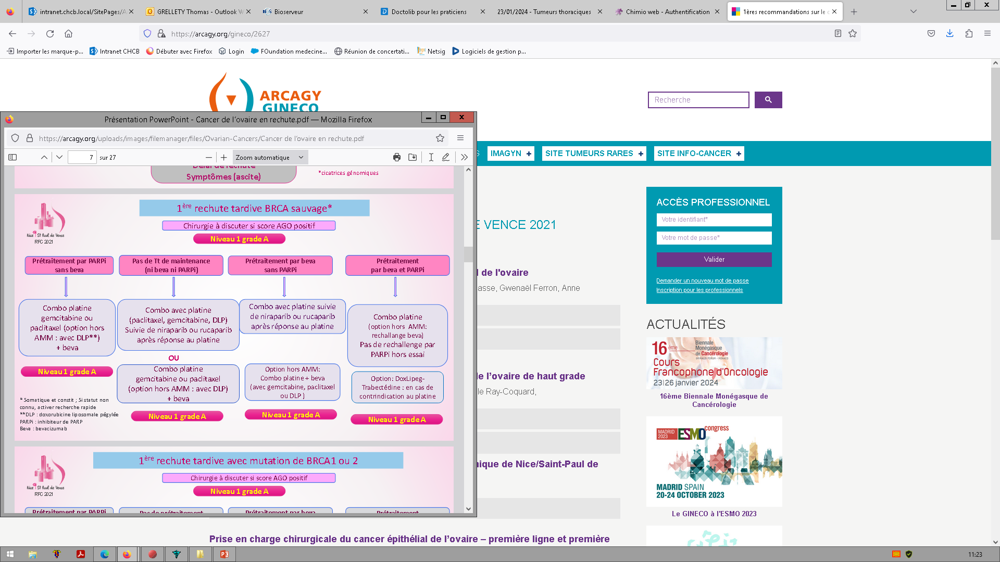 intranet.chcb.local/SitePages/A
GRELLETY Thomas - Outlook W
Bioserveur
Doctolib pour les praticiens
23/01/2024 - Tumeurs thoraciques
Chimio web - Authentification
1ères recommandations sur le c
https://arcagy.org/gineco/2627
Importer les marque-p...
Intranet CHCB
Débuter avec Firefox
Login
FOundation medecine...
Réunion de concertati...
Netsig
Logiciels de gestion p...
ARCAGY
GINECO
Recherche
Présentation PowerPoint - Cancer de l'ovaire en rechute.pdf — Mozilla Firefox
https://arcagy.org/uploads/images/filemanager/files/Ovarian-Cancers/Cancer de l'ovaire en rechute.pdf
7 sur 27
Zoom automatique
S
IMAGYN +
SITE TUMEURS RARES +
SITE INFO-CANCER +
Délai de rechute
Symptômes (ascite)
*cicatrices génomiques
Nice St Paul de Vence
RPC 2021
1ère rechute tardive BRCA sauvage*
Chirurgie à discuter si score AGO positif
Niveau 1 grade A
Prétraitement par PARPi
sans beva
Combo platine
gemcitabine ou
paclitaxel (option hors
AMM : avec DLP**)
+ beva
Niveau 1 grade A
Pas de Tt de maintenance
(ni beva ni PARPi)
Combo avec platine
(paclitaxel, gemcitabine, DLP)
Suivie de niraparib ou rucaparib
après réponse au platine
OU
Combo platine
gemcitabine ou paclitaxel
(option hors AMM : avec DLP)
+ beva
Niveau 1 grade A
Prétraitement par beva
sans PARPi
Combo avec platine suivie
de niraparib ou rucaparib
après réponse au platine
Option hors AMM:
Combo platine + beva
(avec gemcitabine, paclitaxel
ou DLP )
Niveau 1 grade A
Prétraitement
par beva et PARPi
Combo platine
(option hors AMM:
rechallange beva)
Pas de rechallenge par
PARPi hors essai
Option: DoxLipeg-
Trabectédine : en cas de
contrindication au platine
Niveau 1 grade A
* Somatique et constit ; Si statut non
connu, activer recherche rapide
**DLP : doxorubicine liposomale pégylée
PARPi : inhibiteur de PARP
Beva : bevacizumab
Nice St Paul de Vence
RPC 2021
1ère rechute tardive avec mutation de BRCA1 ou 2
Chirurgie à discuter si score AGO positif
Niveau 1 grade A
Prétraitement par PARPi
Pas de prétraitement
Prétraitement par beva
Prétraitement
E VENCE 2021
l de l'ovaire
asse, Gwenaël Ferron, Anne
le l'ovaire de haut grade
le Ray-Coquard,
nique de Nice/Saint-Paul de
Prise en charge chirurgicale du cancer épithélial de l'ovaire – première ligne et première
ACCÈS PROFESSIONNEL
Votre identifiant*
Votre mot de passe*
Valider
Demander un nouveau mot de passe
Inscription pour les professionnels
ACTUALITÉS
16ème Biennale
Monégasque
de Cancérologie
GRIMALDI FORUM - MONACO
Cours
Francophone d'Oncologie
23|26 janvier 2024
16ème Biennale Monégasque de
Cancérologie
MADRID
2023
ESMO congress
MADRID SPAIN
20-24 OCTOBER 2023
Le GINECO à l'ESMO 2023
11:23